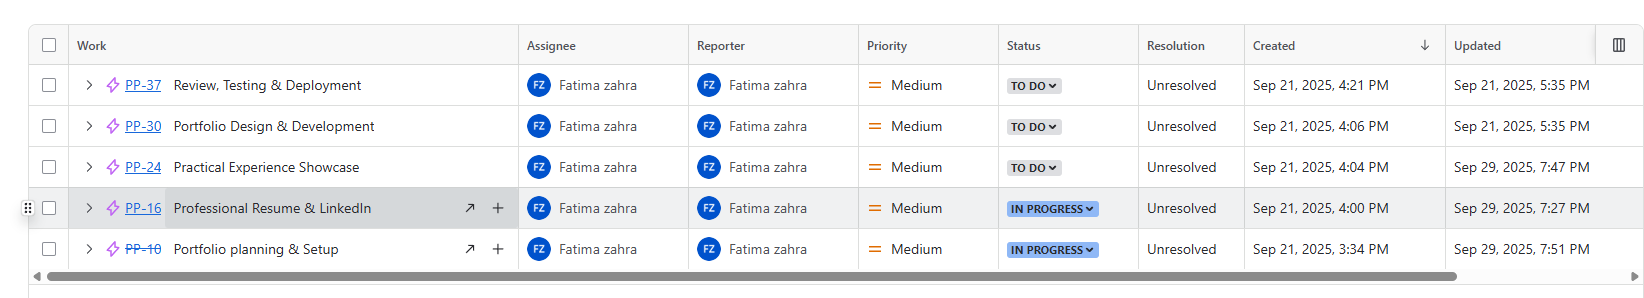 Work Assignee Reporter Priority Status Resolution Created Updated
PP-37 Review, Testing & Deployment FZ Fatima zahra FZ Fatima zahra Medium TO DO Unresolved Sep 21, 2025, 4:21 PM Sep 21, 2025, 5:35 PM
PP-30 Portfolio Design & Development FZ Fatima zahra FZ Fatima zahra Medium TO DO Unresolved Sep 21, 2025, 4:06 PM Sep 21, 2025, 5:35 PM
PP-24 Practical Experience Showcase FZ Fatima zahra FZ Fatima zahra Medium TO DO Unresolved Sep 21, 2025, 4:04 PM Sep 29, 2025, 7:47 PM
PP-16 Professional Resume & LinkedIn FZ Fatima zahra FZ Fatima zahra Medium IN PROGRESS Unresolved Sep 21, 2025, 4:00 PM Sep 29, 2025, 7:27 PM
PP-10 Portfolio planning & Setup FZ Fatima zahra FZ Fatima zahra Medium IN PROGRESS Unresolved Sep 21, 2025, 3:34 PM Sep 29, 2025, 7:51 PM